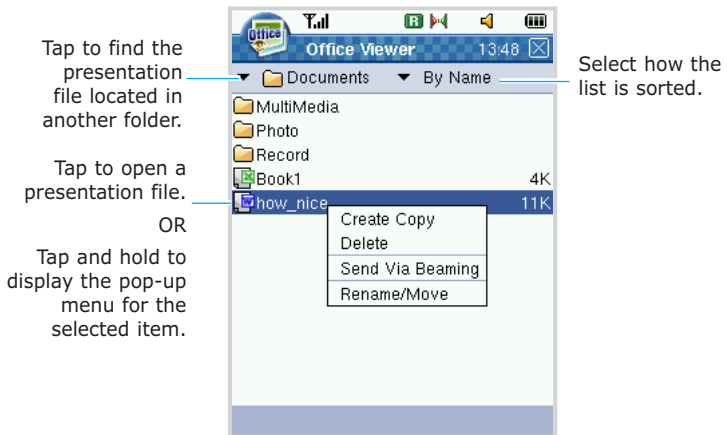 Tap to find the
presentation
file located in
another folder.
Tap to open a
presentation file.
OR
Tap and hold to
display the pop-up
menu for the
selected item.
Office
R
Office Viewer 13:48
Documents By Name
MultiMedia
Photo
Record
Book1 4K
how_nice 11K
Create Copy
Delete
Send Via Beaming
Rename/Move
Select how the
list is sorted.